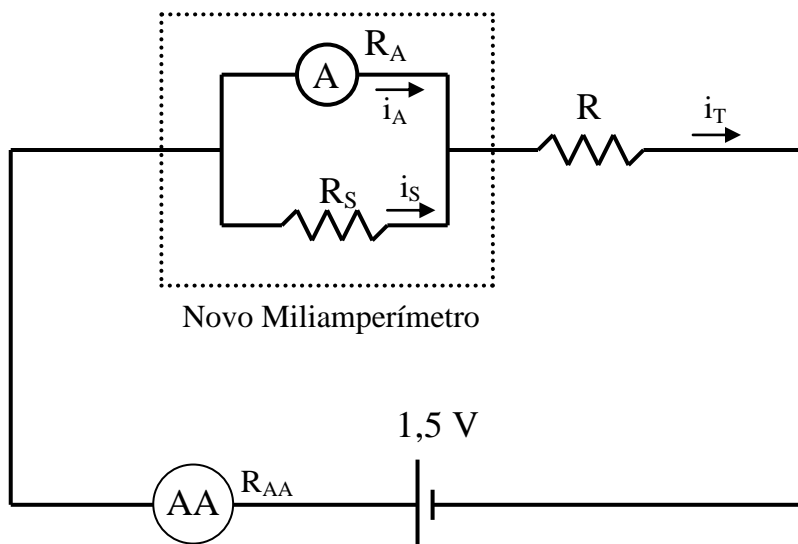 R_A
A
i_A
R
i_T
R_S
i_S
Novo Miliamperímetro
1,5 V
AA
R_AA